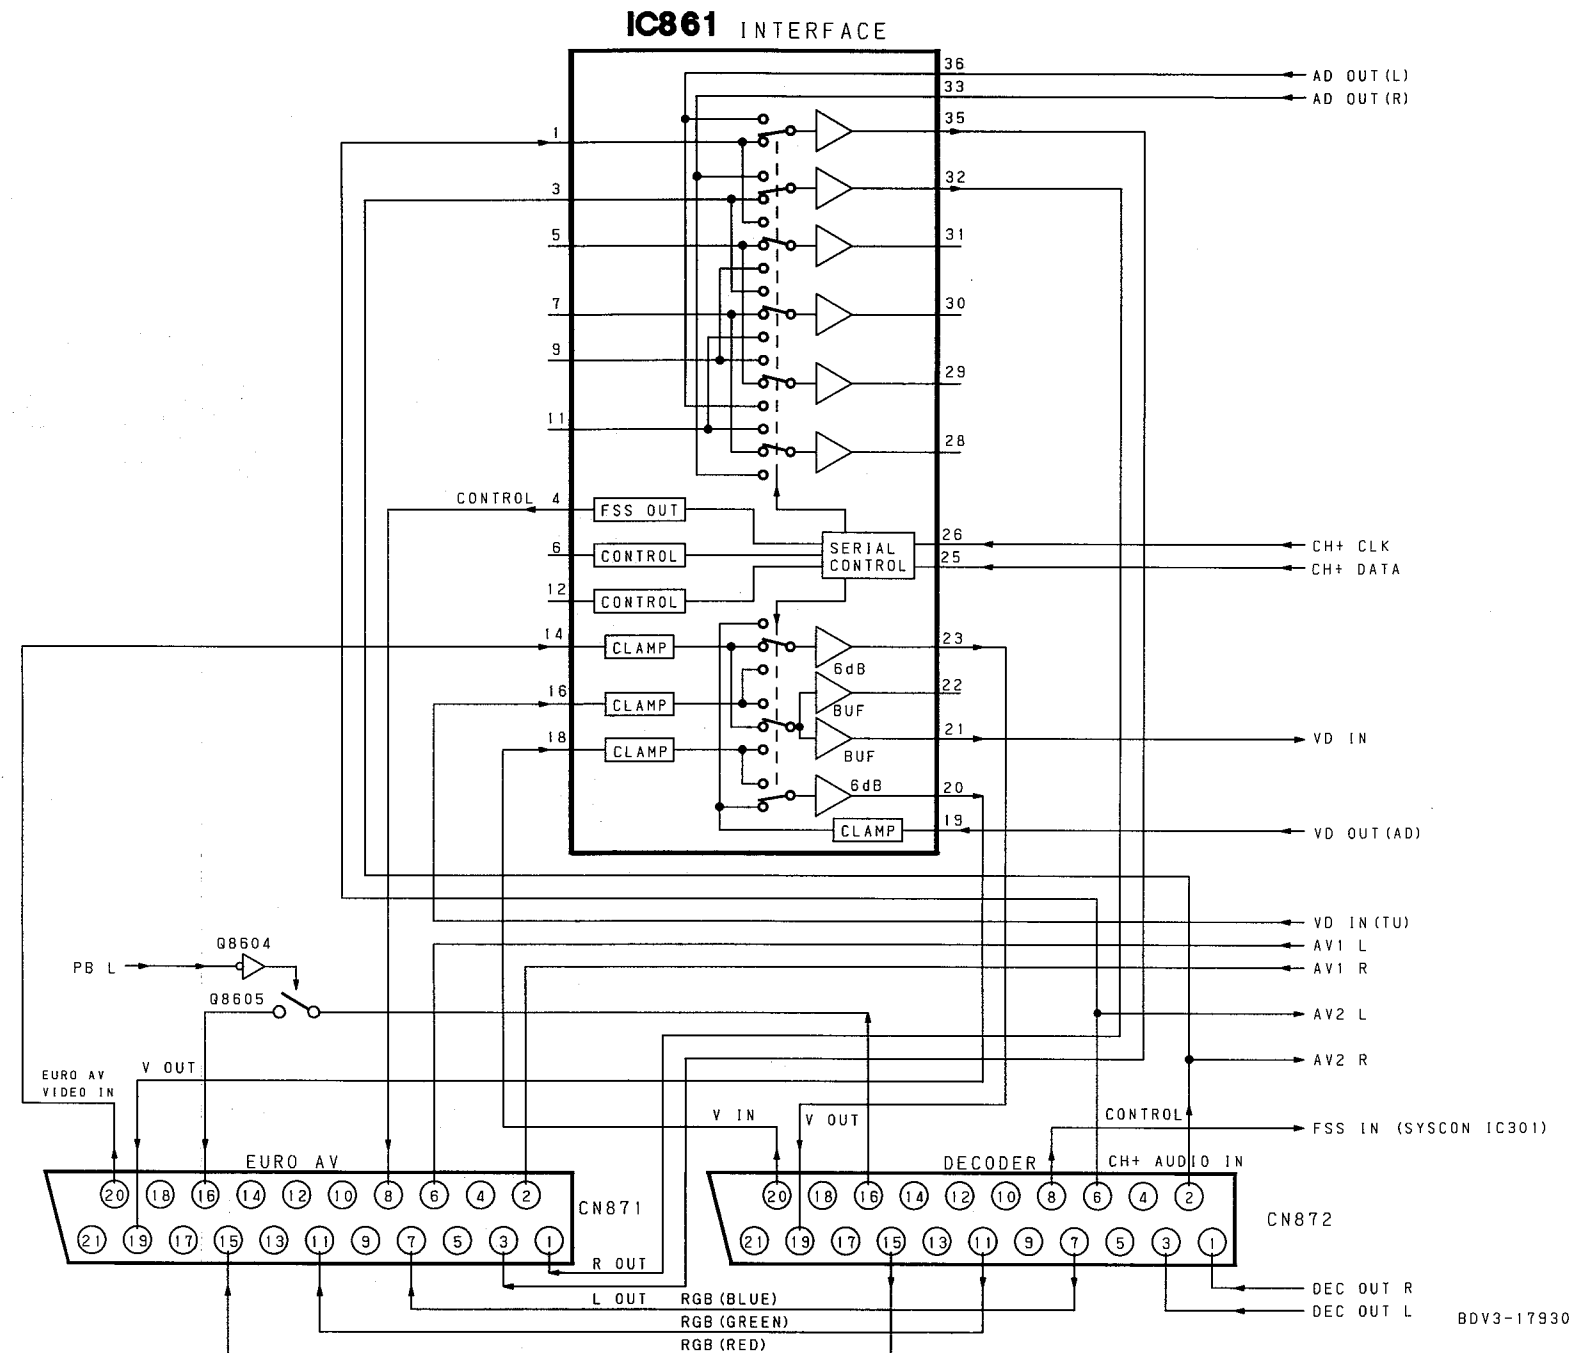 IC861 INTERFACE
36
AD OUT(L)
33
AD OUT(R)
35
1
32
3
31
5
30
7
9
29
11
28
CONTROL 4
FSS OUT
26
CH+ CLK
6
CONTROL
SERIAL
CONTROL
25
CH+ DATA
12
CONTROL
14
CLAMP
23
6dB
16
CLAMP
22
BUF
18
CLAMP
21
VD IN
BUF
6dB
20
19
CLAMP
VD OUT(AD)
VD IN(TU)
Q8604
AV1 L
PB L
AV1 R
Q8605
AV2 L
AV2 R
V OUT
EURO AV
VIDEO IN
V IN
V OUT
CONTROL
FSS IN (SYSCON IC301)
EURO AV
DECODER
CH+ AUDIO IN
20 18 16 14 12 10 8 6 4 2
CN871
20 18 16 14 12 10 8 6 4 2
CN872
21 19 17 15 13 11 9 7 5 3 1
21 19 17 15 13 11 9 7 5 3 1
R OUT
DEC OUT R
L OUT
RGB(BLUE)
DEC OUT L
RGB(GREEN)
BDV3-17930
RGB(RED)